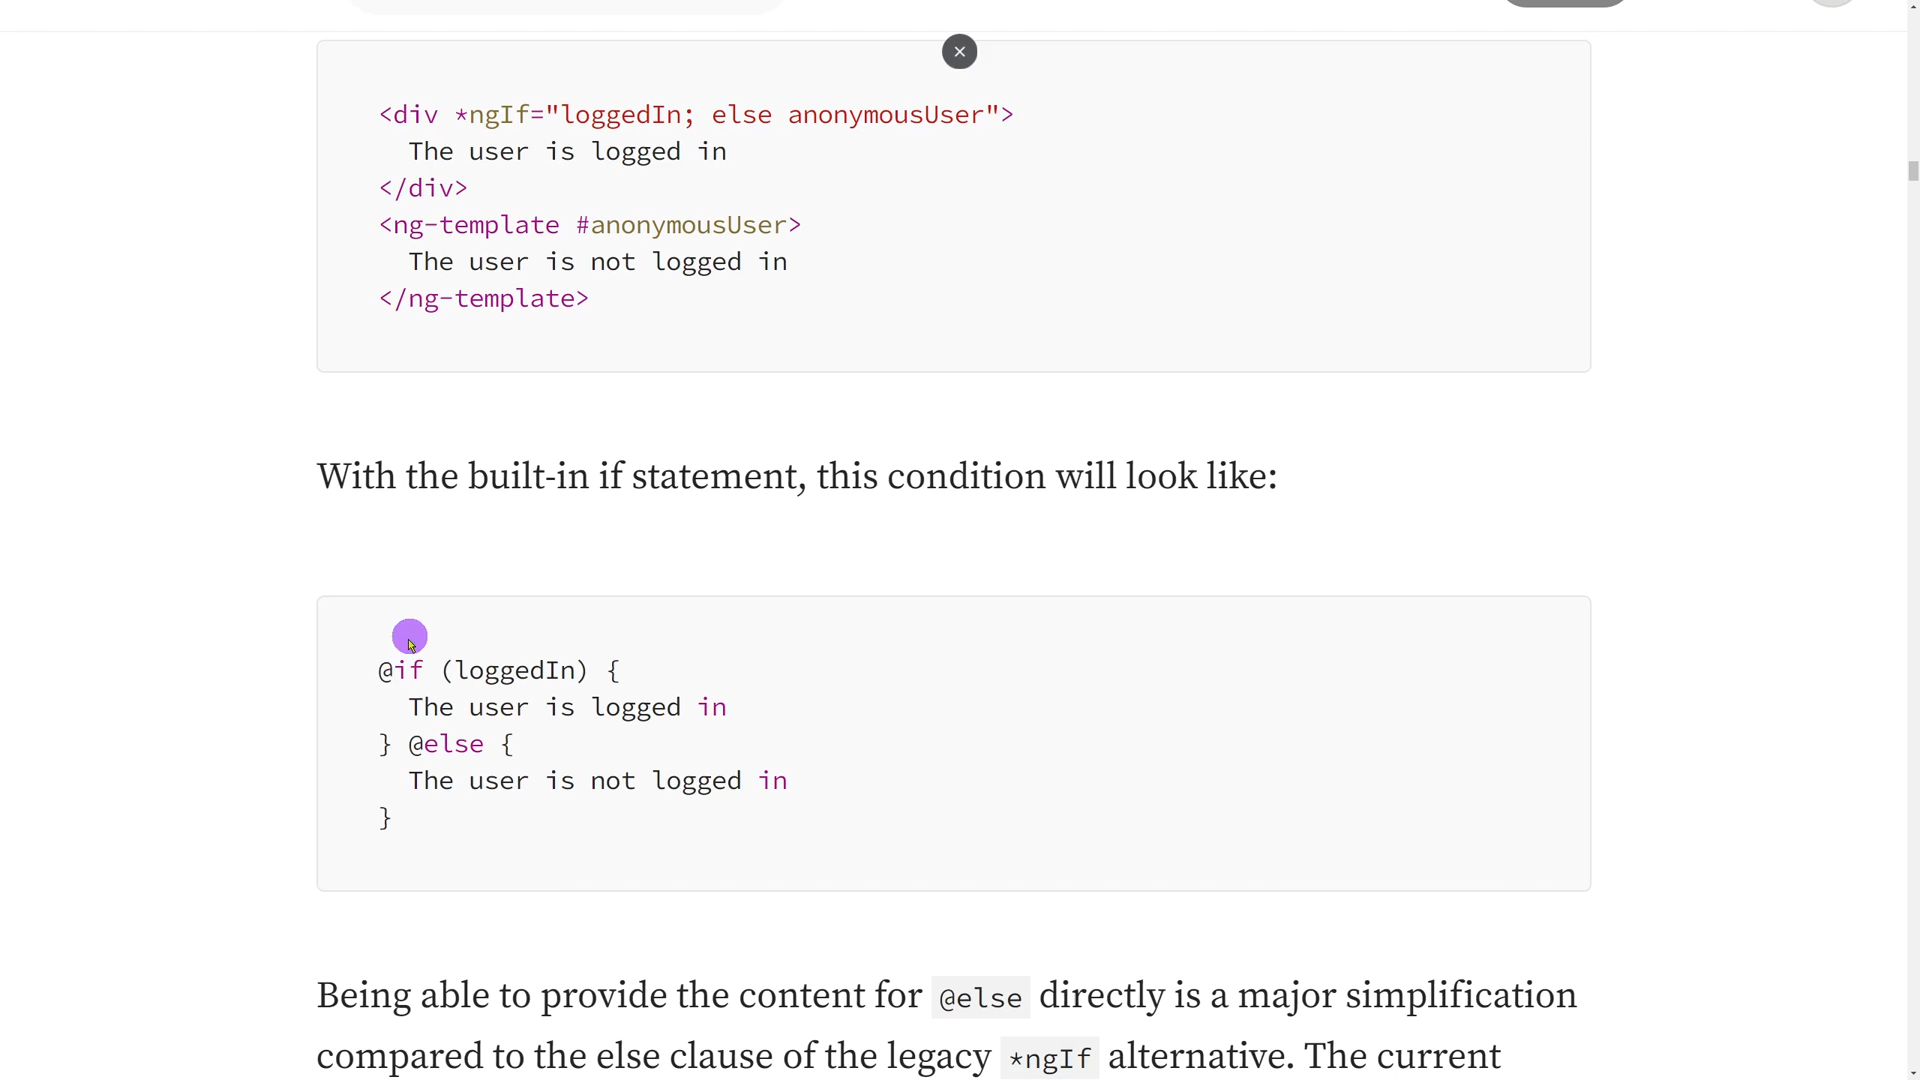 <div *ngIf="loggedIn; else anonymousUser">
  The user is logged in
</div>
<ng-template #anonymousUser>
  The user is not logged in
</ng-template>
With the built-in if statement, this condition will look like:
@if (loggedIn) {
  The user is logged in
} @else {
  The user is not logged in
}
Being able to provide the content for @else directly is a major simplification
compared to the else clause of the legacy *ngIf alternative. The current